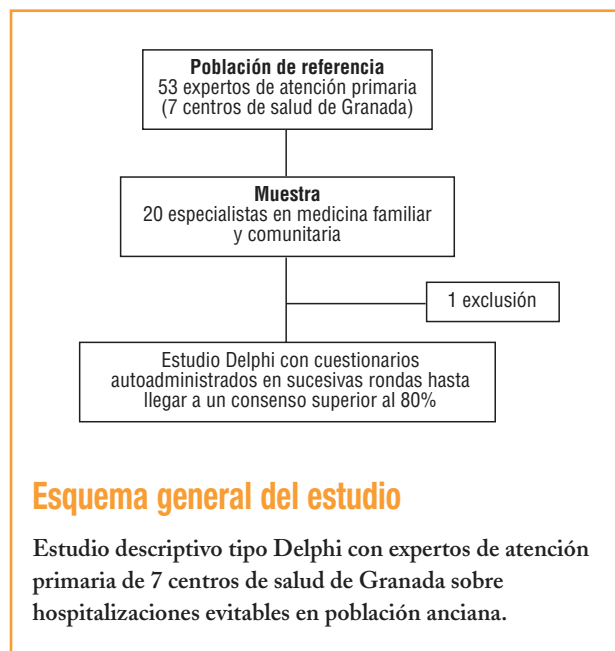 Población de referencia
53 expertos de atención primaria
(7 centros de salud de Granada)
Muestra
20 especialistas en medicina familiar
y comunitaria
1 exclusión
Estudio Delphi con cuestionarios
autoadministrados en sucesivas rondas hasta
llegar a un consenso superior al 80%
Esquema general del estudio
Estudio descriptivo tipo Delphi con expertos de atención
primaria de 7 centros de salud de Granada sobre
hospitalizaciones evitables en población anciana.